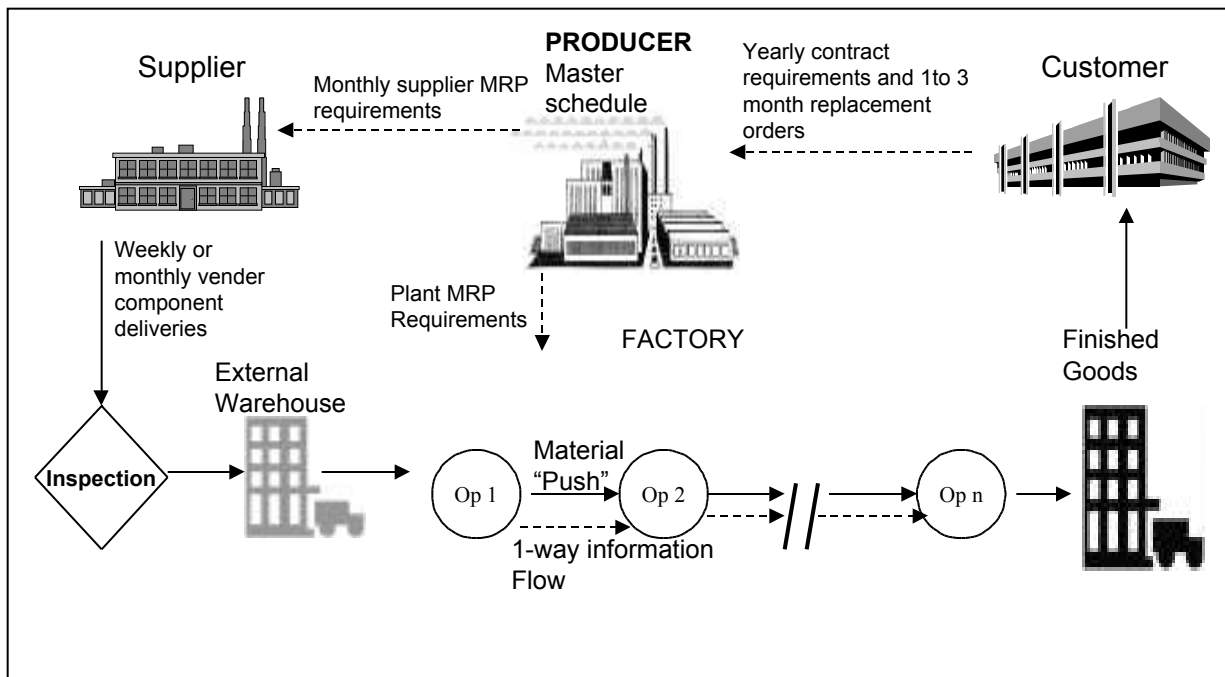 Supplier
Monthly supplier MRP
requirements
PRODUCER
Master
schedule
Yearly contract
requirements and 1to 3
month replacement
orders
Customer
Weekly or
monthly vender
component
deliveries
Plant MRP
Requirements
FACTORY
Finished
Goods
External
Warehouse
Inspection
Op 1
Material
“Push”
Op 2
Op n
1-way information
Flow